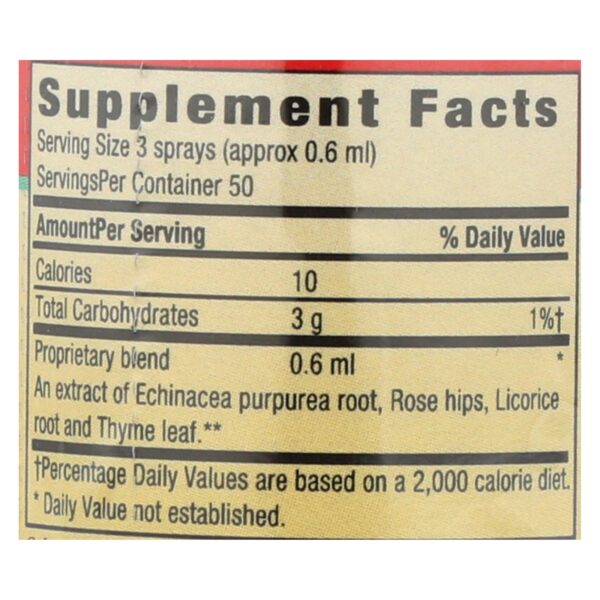 Supplement Facts
Serving Size 3 sprays (approx 0.6 ml)
ServingsPer Container 50
AmountPer Serving % Daily Value
Calories 10
Total Carbohydrates 3 g 1%†
Proprietary blend 0.6 ml *
An extract of Echinacea purpurea root, Rose hips, Licorice
root and Thyme leaf.**
†Percentage Daily Values are based on a 2,000 calorie diet.
* Daily Value not established.